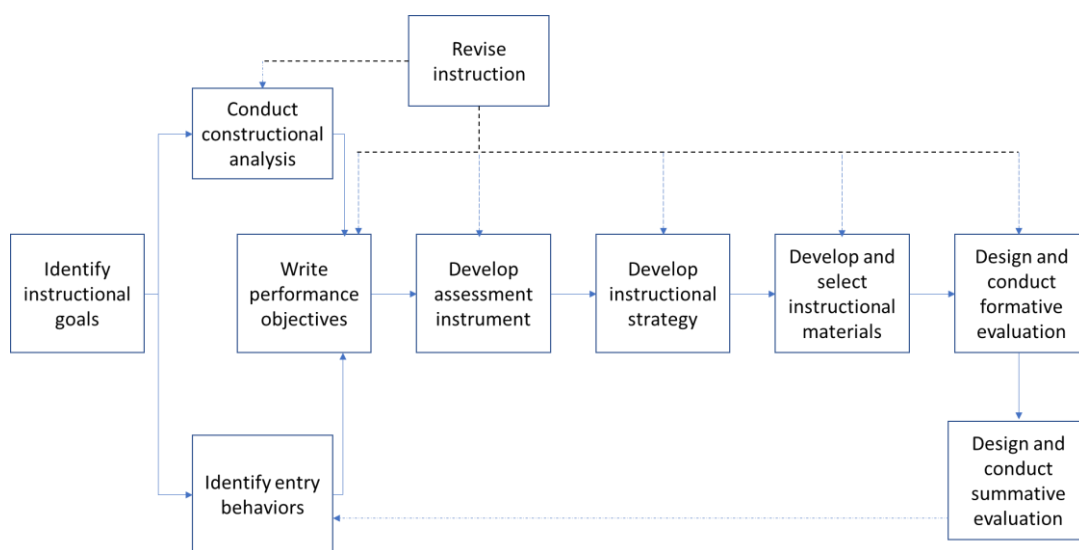 Revise
instruction
Conduct
constructional
analysis
Identify
instructional
goals
Write
performance
objectives
Develop
assessment
instrument
Develop
instructional
strategy
Develop and
select
instructional
materials
Design and
conduct
formative
evaluation
Identify entry
behaviors
Design and
conduct
summative
evaluation